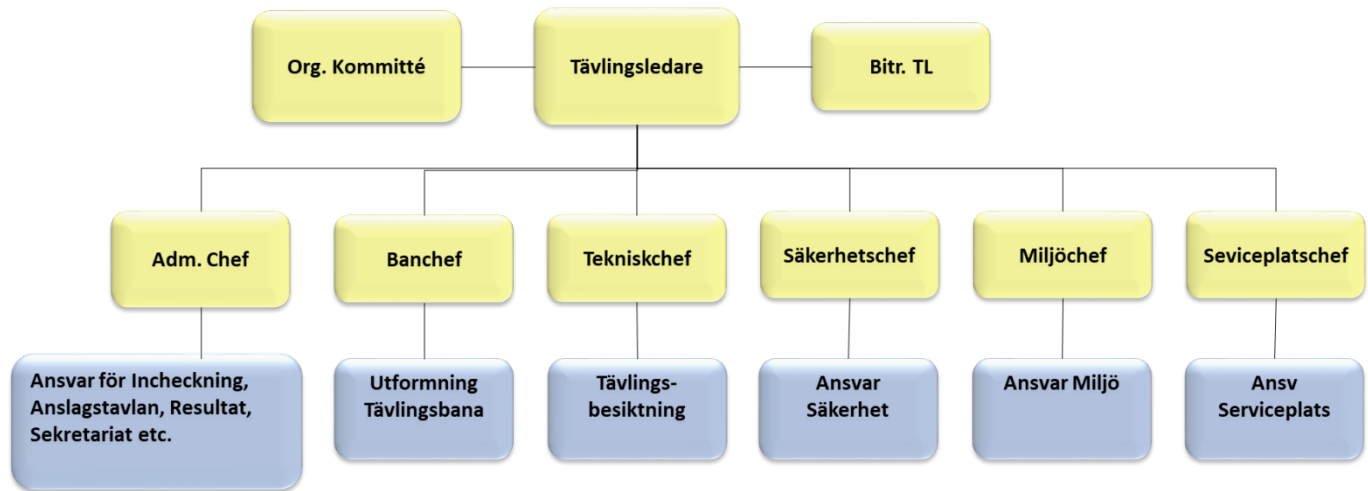 Org. Kommitté
Tävlingsledare
Bitr. TL
Adm. Chef
Banchef
Tekniskchef
Säkerhetschef
Miljöchef
Seviceplatschef
Ansvar för Incheckning,
Anslagstavlan, Resultat,
Sekretariat etc.
Utformning
Tävlingsbana
Tävlings-
besiktning
Ansvar
Säkerhet
Ansvar Miljö
Ansv
Serviceplats